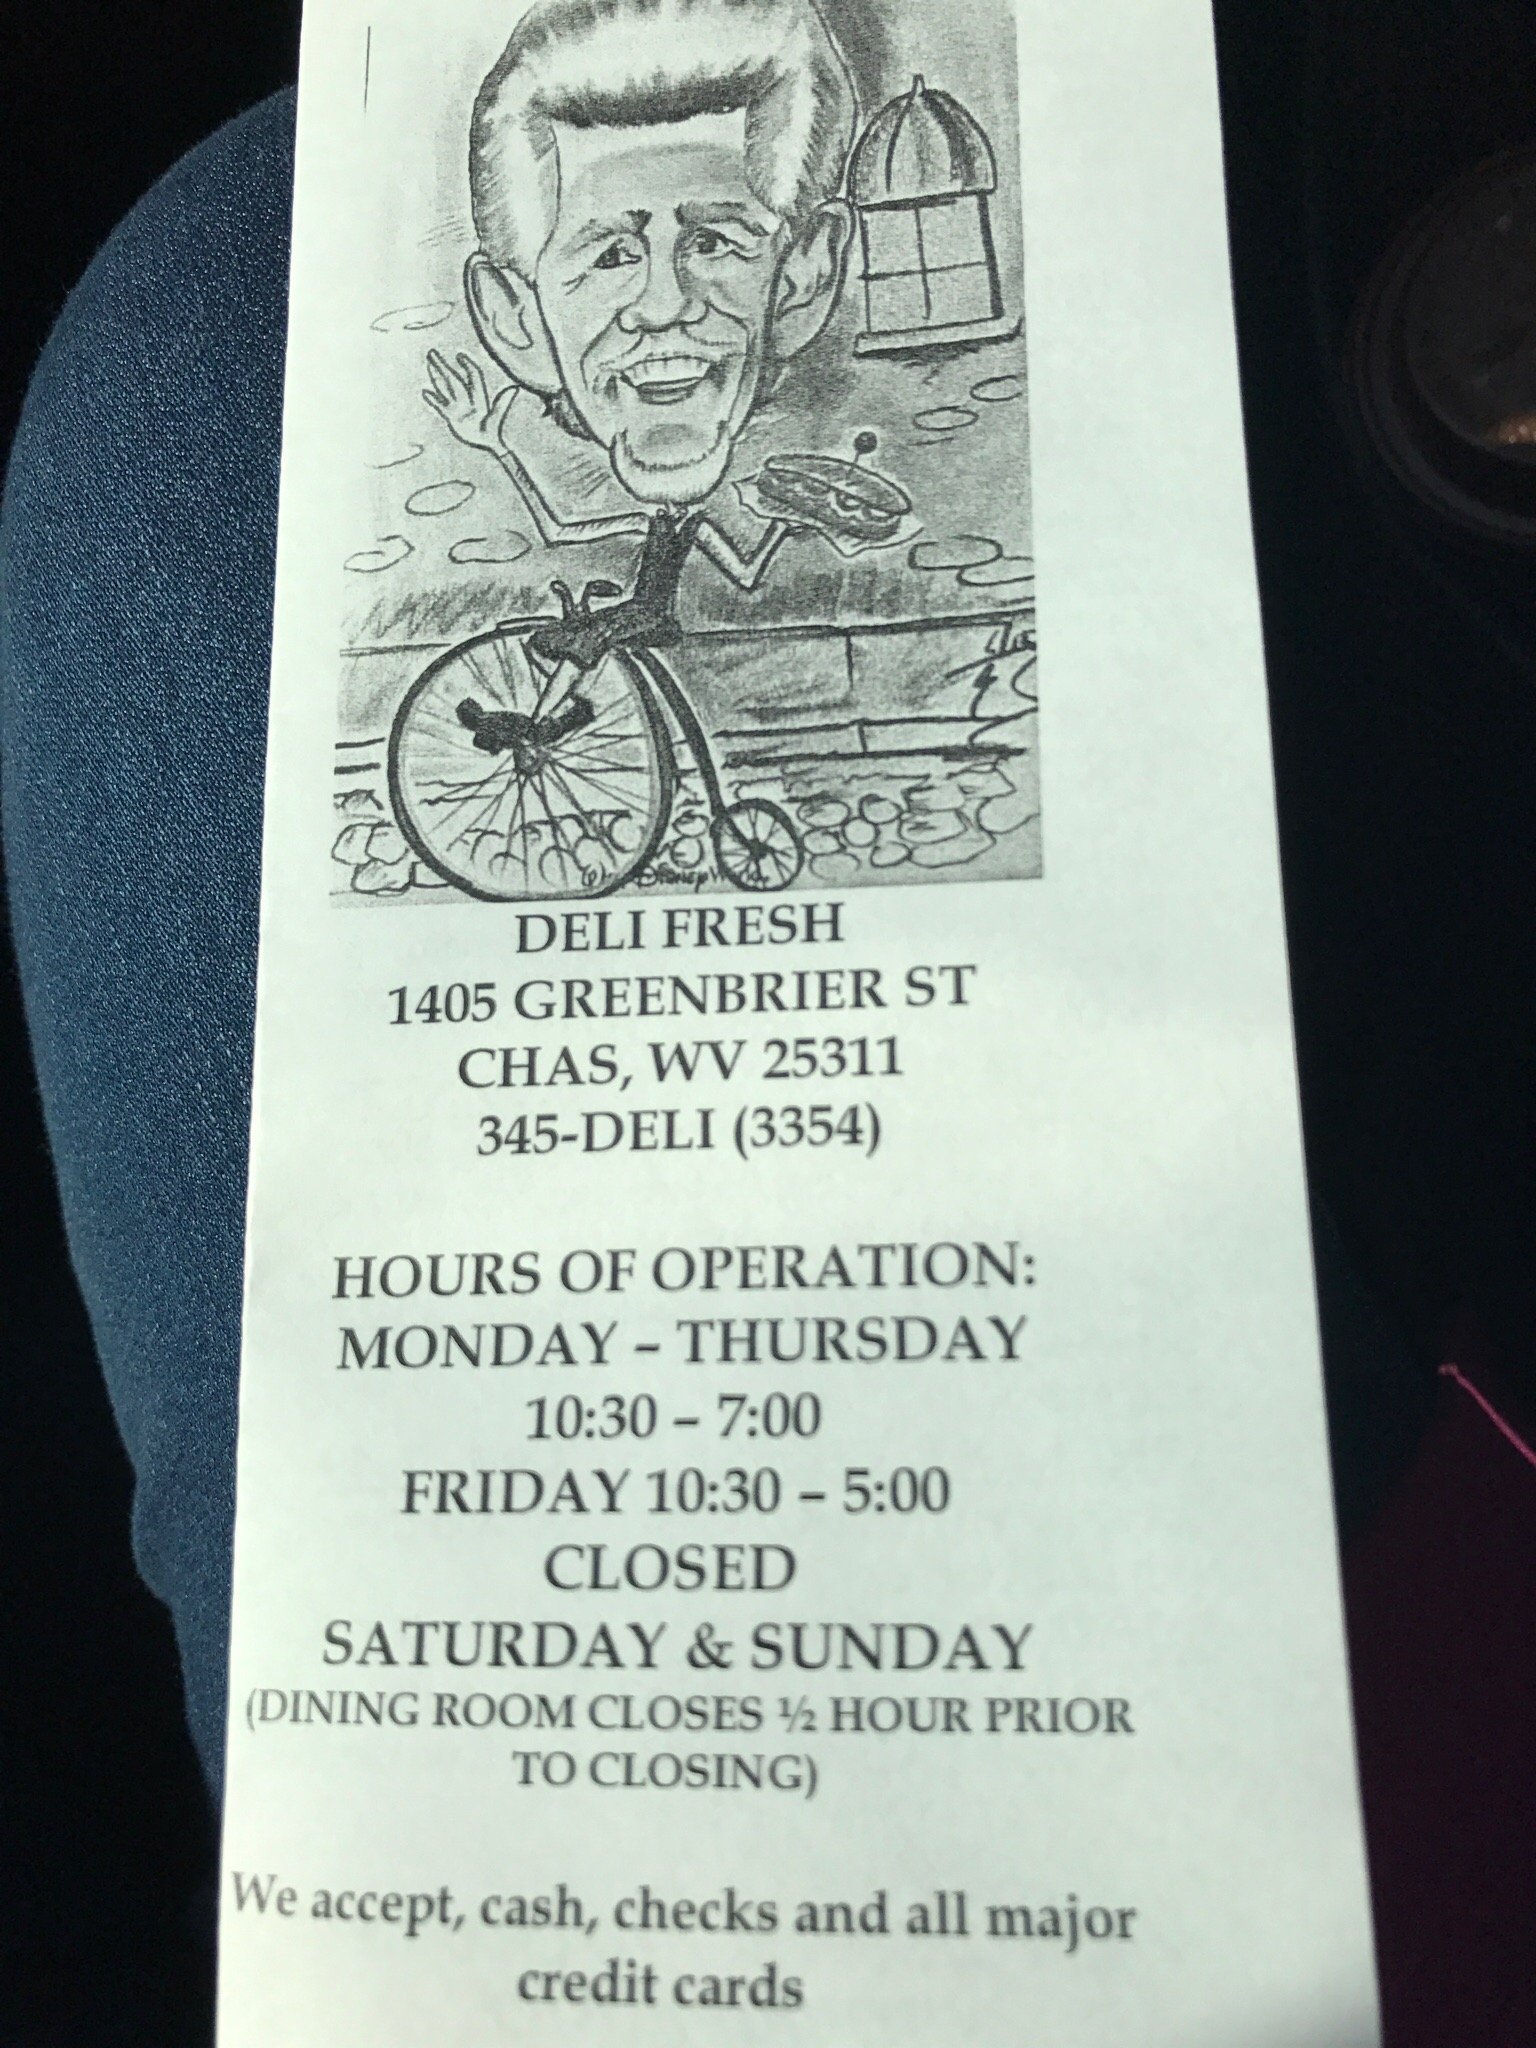 DELI FRESH
1405 GREENBRIER ST
CHAS, WV 25311
345-DELI (3354)
HOURS OF OPERATION:
MONDAY – THURSDAY
10:30 – 7:00
FRIDAY 10:30 – 5:00
CLOSED
SATURDAY & SUNDAY
(DINING ROOM CLOSES ½ HOUR PRIOR
TO CLOSING)
We accept, cash, checks and all major
credit cards